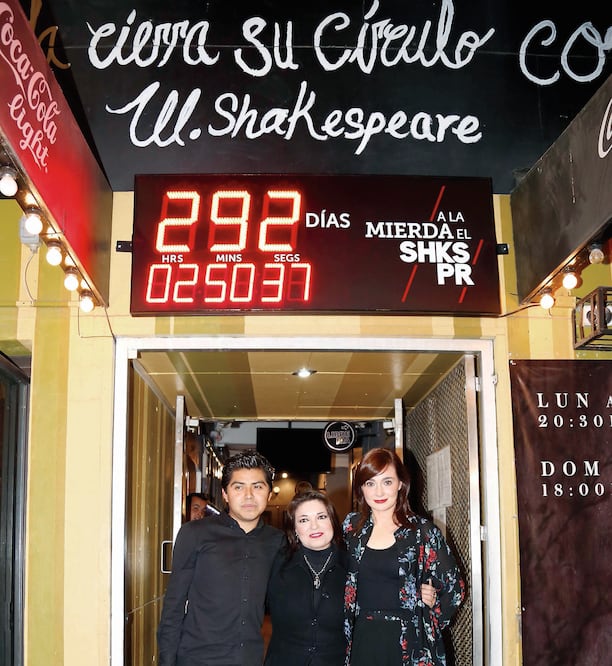 cierra su Círculo
W. Shakespeare
Coca-Cola
light.
292 DÍAS
HRS MINS SEGS
025037
A LA
MIERDA EL
SHKS
PR
LUN A
20:30
DOM
18:00